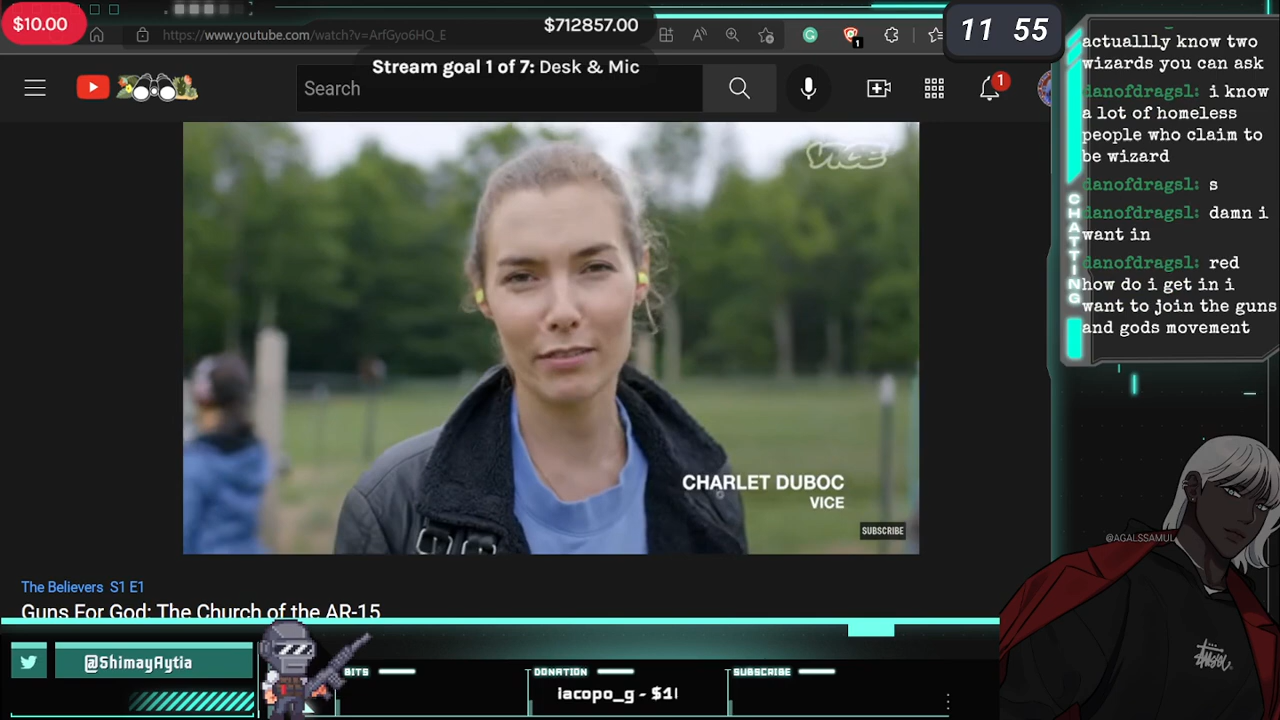 $10.00
$712857.00
11 55
https://www.youtube.com/watch?v=ArfGyo6HQ_E
1
Stream goal 1 of 7: Desk & Mic
Search
1
VICE
CHARLET DUBOC
VICE
SUBSCRIBE
The Believers S1 E1
Guns For God: The Church of the AR-15
actuallly know two
wizards you can ask
danofdragsl: i know
a lot of homeless
people who claim to
be wizard
danofdragsl: s
danofdragsl: damn i
want in
danofdragsl: red
how do i get in i
want to join the guns
and gods movement
CHATTING
@AGALSSAMUL
@ShimayAytia
BITS
DONATION
SUBSCRIBE
iacopo_g - $1